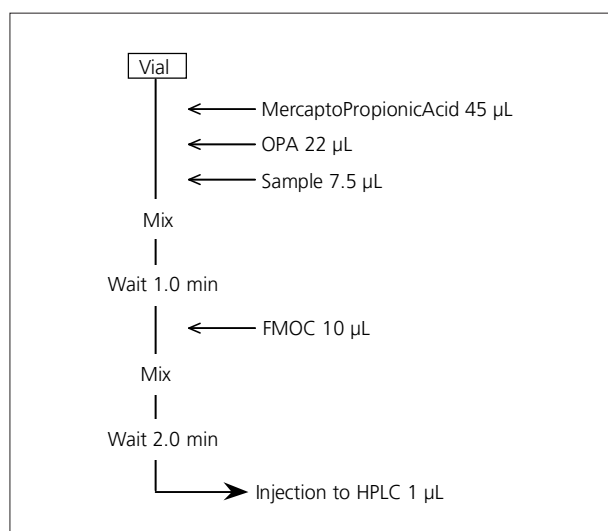 Vial
MercaptoPropionicAcid 45 µL
OPA 22 µL
Sample 7.5 µL
Mix
Wait 1.0 min
FMOC 10 µL
Mix
Wait 2.0 min
Injection to HPLC 1 µL